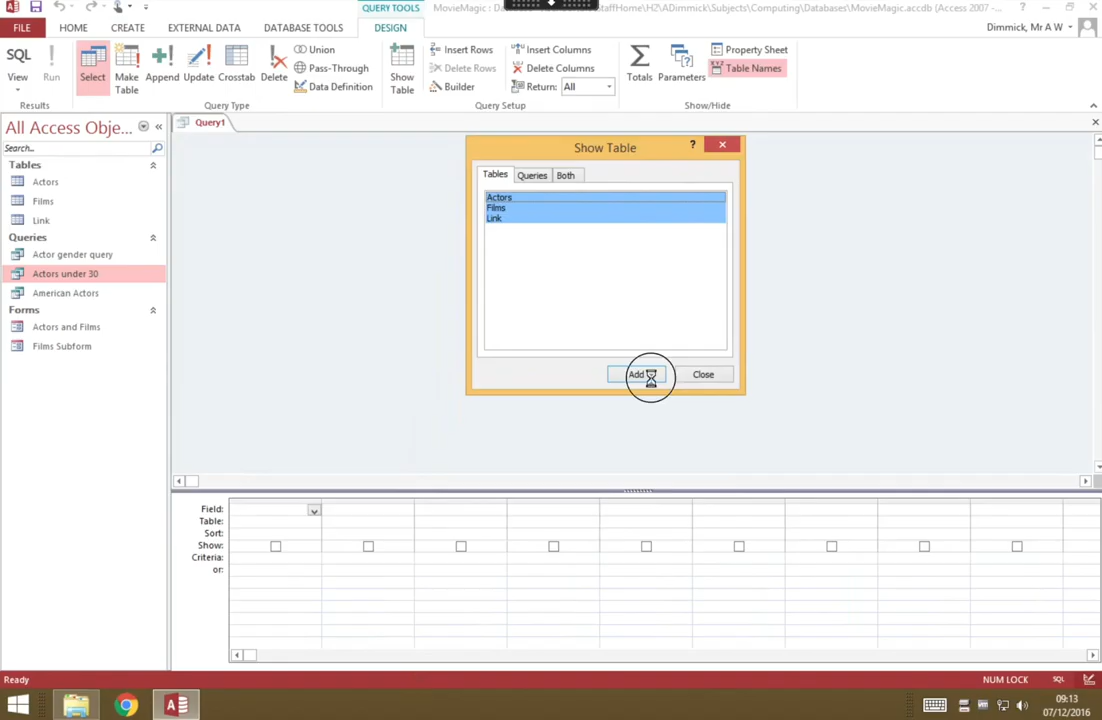 QUERY TOOLS
MovieMagic : Da
staffHome\HZ\ADimmick\Subjects\Computing\Databases\MovieMagic.accdb (Access 2007 -
?
FILE
HOME
CREATE
EXTERNAL DATA
DATABASE TOOLS
DESIGN
Dimmick, Mr A W
SQL
View
Run
Results
Select
Make Table
Append
Update
Crosstab
Delete
Union
Pass-Through
Data Definition
Query Type
Show Table
Insert Rows
Delete Rows
Builder
Insert Columns
Delete Columns
Return: All
Query Setup
Totals
Parameters
Property Sheet
XYZ Table Names
Show/Hide
All Access Obje...
Search...
Tables
Actors
Films
Link
Queries
Actor gender query
Actors under 30
American Actors
Forms
Actors and Films
Films Subform
Query1
Show Table
?
Tables
Queries
Both
Actors
Films
Link
Add
Close
Field:
Table:
Sort:
Show:
Criteria:
or:
Ready
NUM LOCK
SQL
09:13
07/12/2016